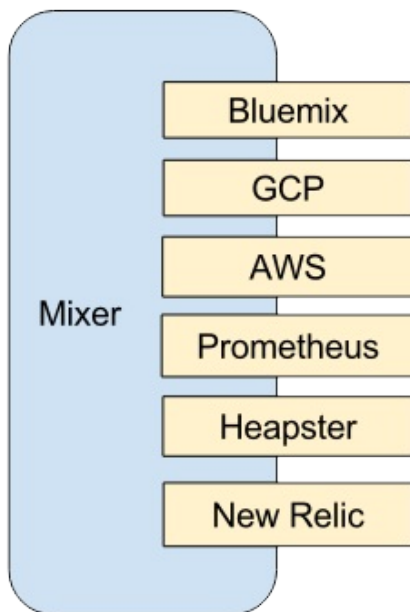 Bluemix
GCP
AWS
Mixer
Prometheus
Heapster
New Relic